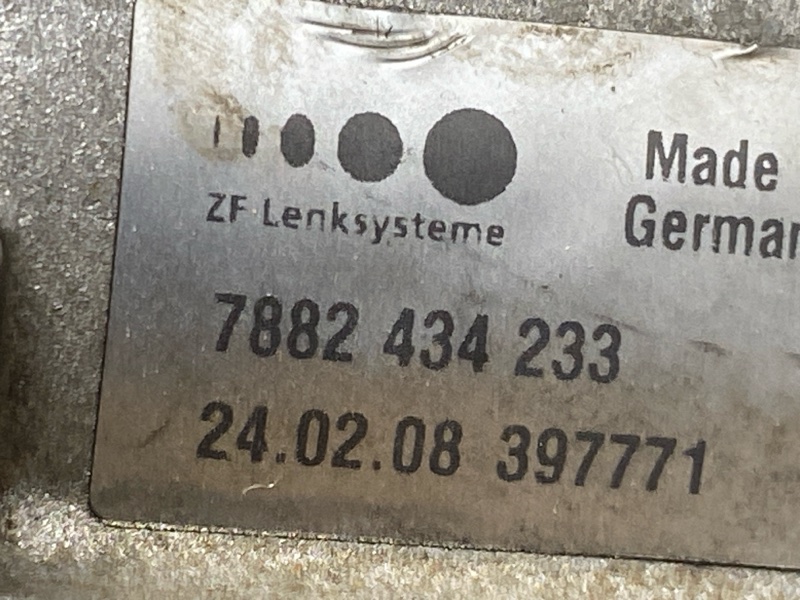 ZF Lenksysteme
Made
German
7882 434 233
24.02.08 397771